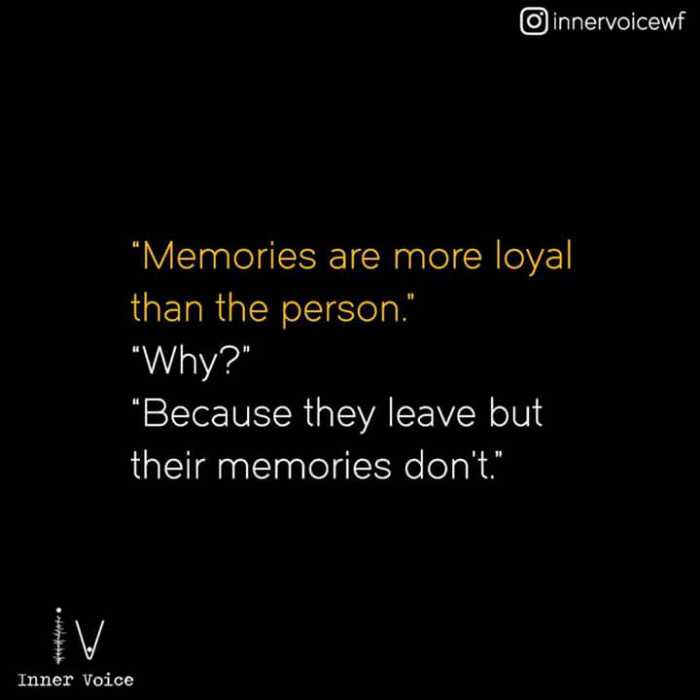 innervoicewf
"Memories are more loyal
than the person."
"Why?"
"Because they leave but
their memories don't."
IV
Inner Voice